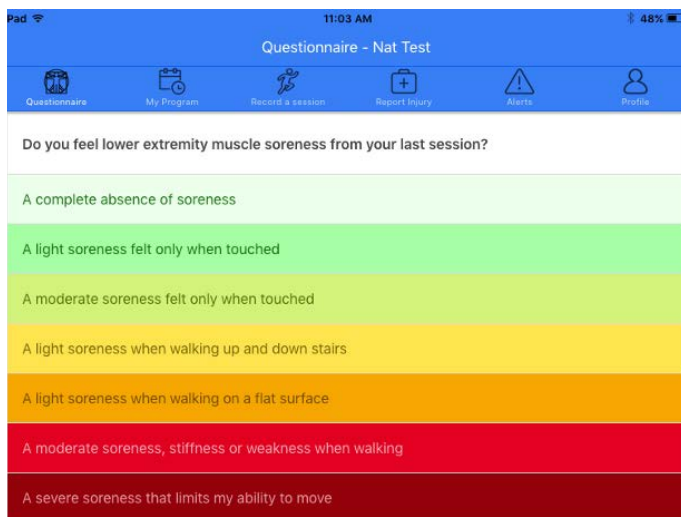 Pad 11:03 AM 48%
Questionnaire - Nat Test
Questionnaire My Program Record a session Report Injury Alerts Profile
Do you feel lower extremity muscle soreness from your last session?
A complete absence of soreness
A light soreness felt only when touched
A moderate soreness felt only when touched
A light soreness when walking up and down stairs
A light soreness when walking on a flat surface
A moderate soreness, stiffness or weakness when walking
A severe soreness that limits my ability to move